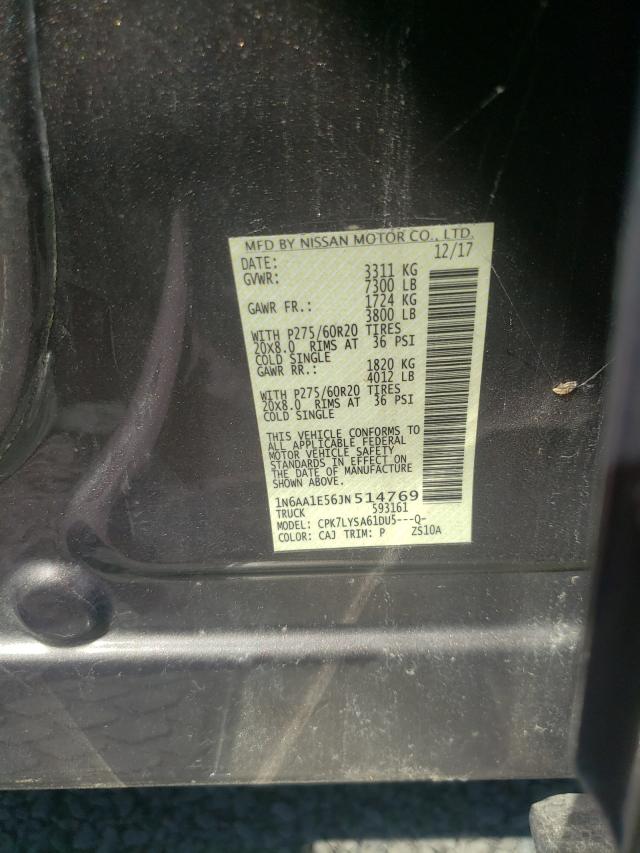 MFD BY NISSAN MOTOR CO., LTD.
DATE: 12/17
GVWR: 3311 KG
7300 LB
GAWR FR.: 1724 KG
3800 LB
WITH P275/60R20 TIRES
20X8.0 RIMS AT 36 PSI
COLD SINGLE
GAWR RR.: 1820 KG
4012 LB
WITH P275/60R20 TIRES
20X8.0 RIMS AT 36 PSI
COLD SINGLE
THIS VEHICLE CONFORMS TO
ALL APPLICABLE FEDERAL
MOTOR VEHICLE SAFETY
STANDARDS IN EFFECT ON
THE DATE OF MANUFACTURE
SHOWN ABOVE.
1N6AA1E56JN514769
TRUCK 593161
MODEL: CPK7LYSA61DU5---Q-
COLOR: CAJ TRIM: P ZS10A